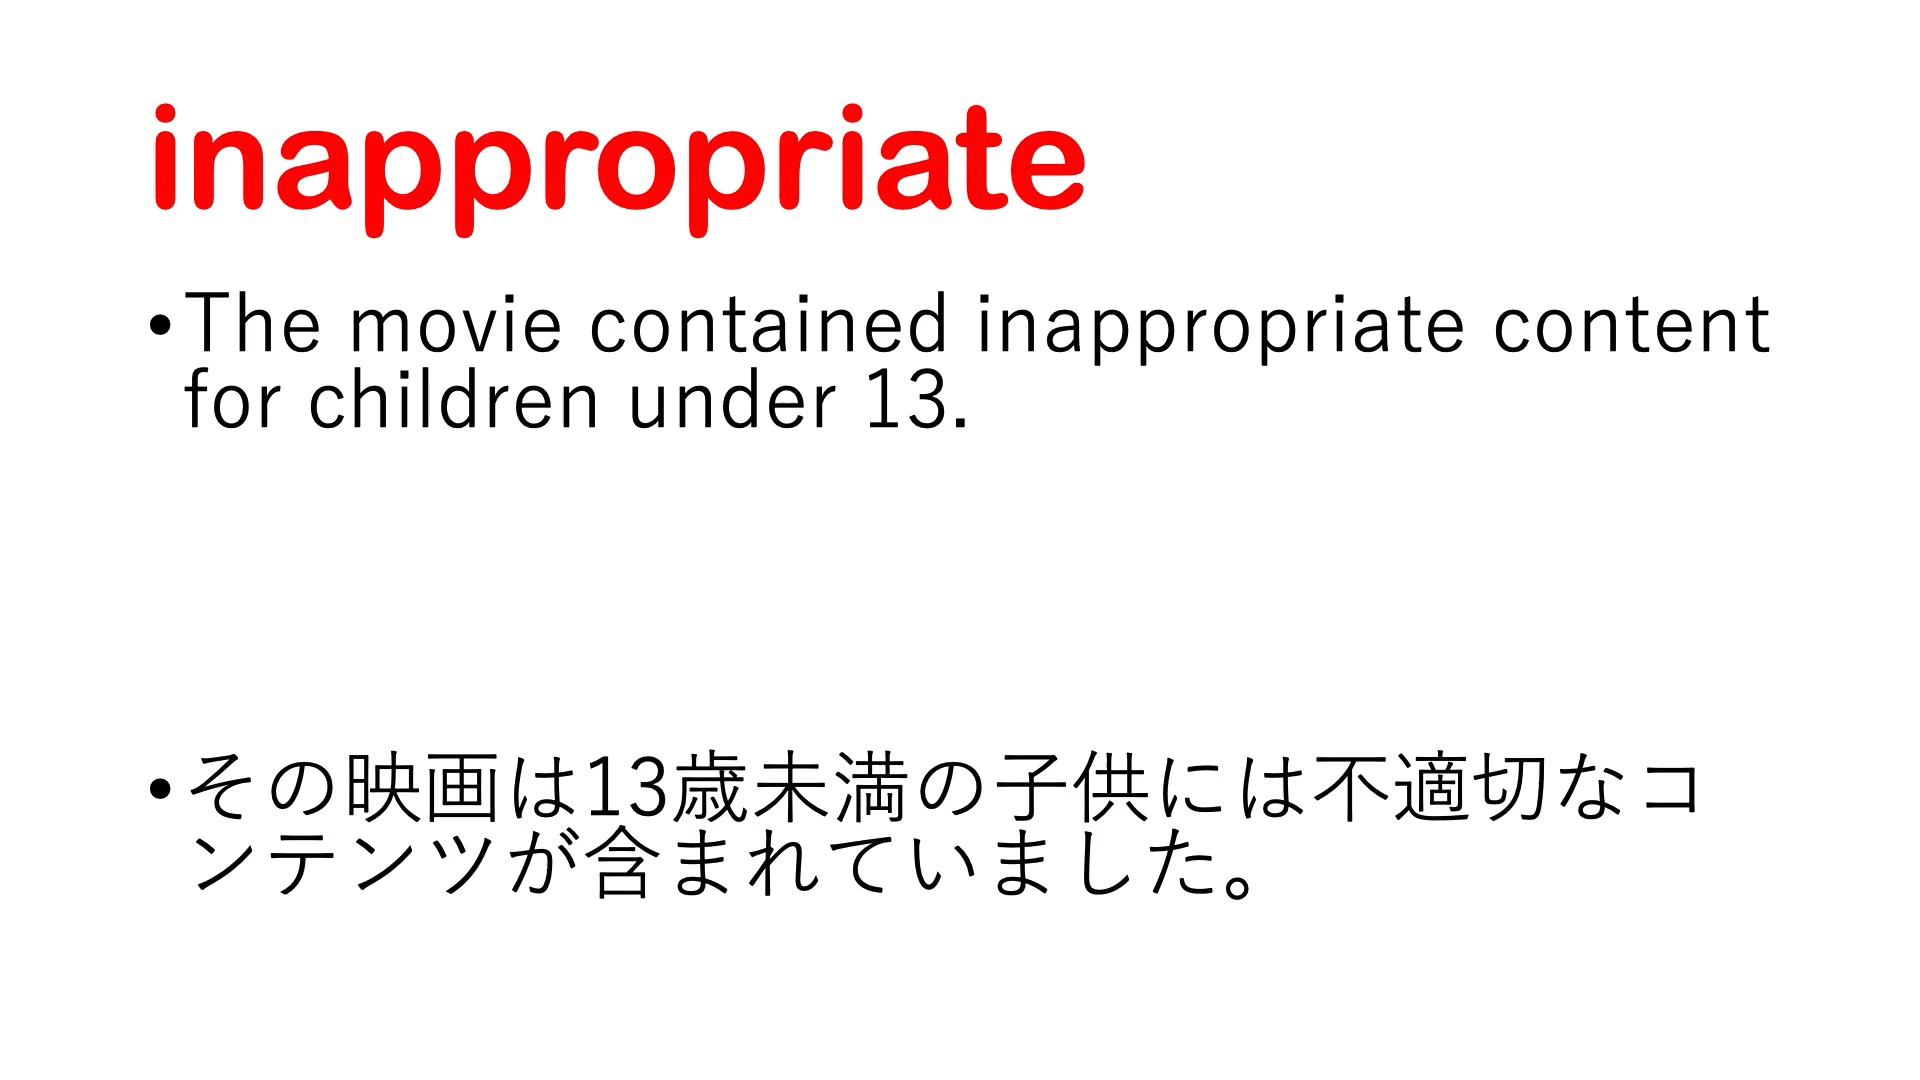 inappropriate
•The movie contained inappropriate content
for children under 13.
•その映画は13歳未満の子供には不適切なコ
ンテンツが含まれていました。